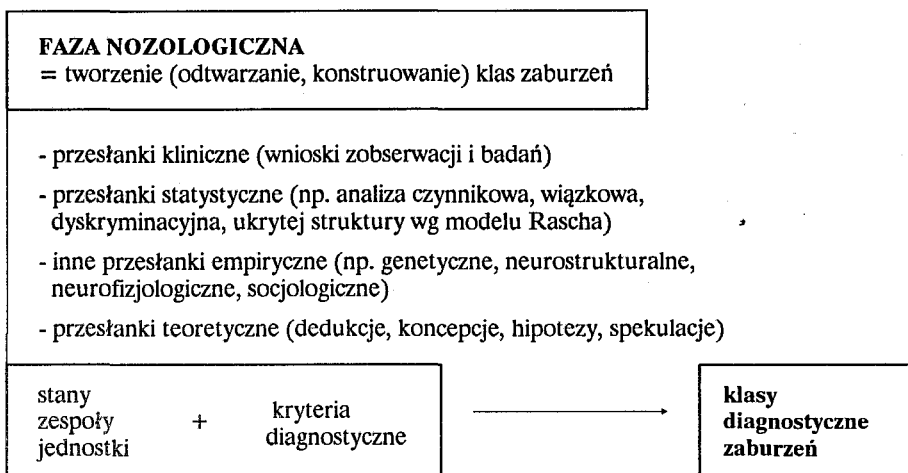 FAZA NOZOLOGICZNA
= tworzenie (odtwarzanie, konstruowanie) klas zaburzeń
- przesłanki kliniczne (wnioski zobserwacji i badań)
- przesłanki statystyczne (np. analiza czynnikowa, wiązkowa,
dyskryminacyjna, ukrytej struktury wg modelu Rascha)
- inne przesłanki empiryczne (np. genetyczne, neurostrukturalne,
neurofizjologiczne, socjologiczne)
- przesłanki teoretyczne (dedukcje, koncepcje, hipotezy, spekulacje)
stany
zespoły
jednostki
+
kryteria
diagnostyczne
klasy
diagnostyczne
zaburzeń